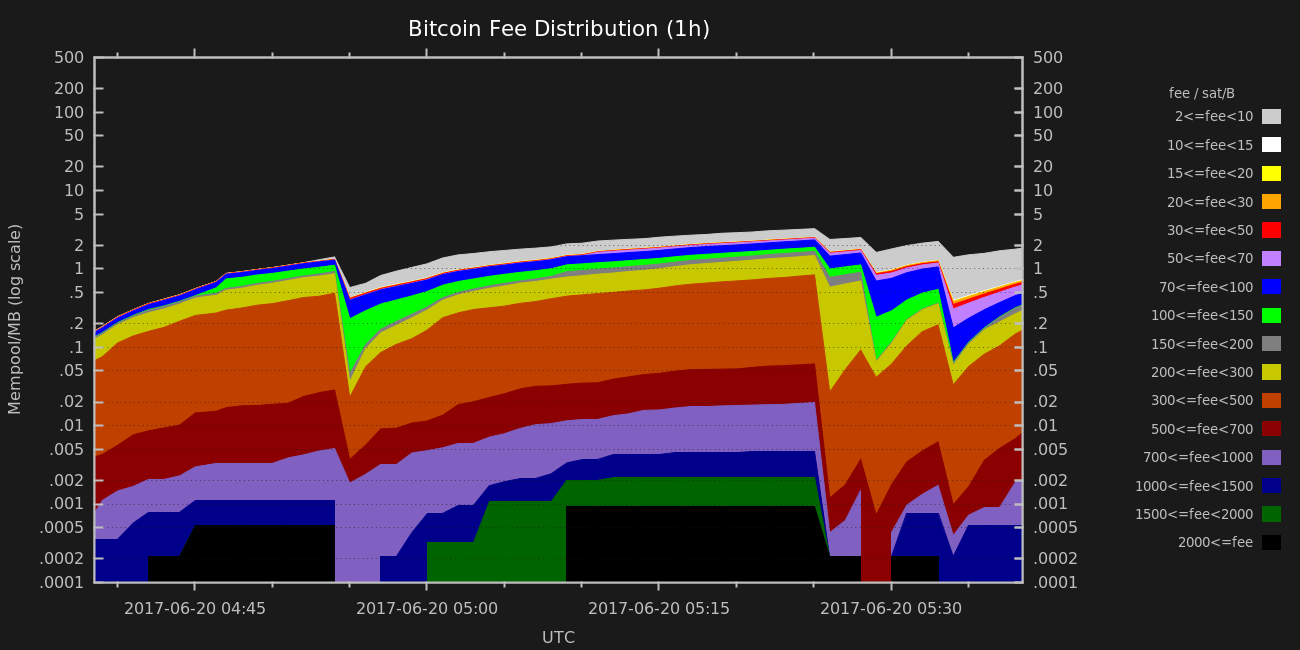 Bitcoin Fee Distribution (1h)
Mempool/MB (log scale)
500
200
100
50
20
10
5
2
1
.5
.2
.1
.05
.02
.01
.005
.002
.001
.0005
.0002
.0001
500
200
100
50
20
10
5
2
1
.5
.2
.1
.05
.02
.01
.005
.002
.001
.0005
.0002
.0001
2017-06-20 04:45
2017-06-20 05:00
2017-06-20 05:15
2017-06-20 05:30
UTC
fee / sat/B
2<=fee<10
10<=fee<15
15<=fee<20
20<=fee<30
30<=fee<50
50<=fee<70
70<=fee<100
100<=fee<150
150<=fee<200
200<=fee<300
300<=fee<500
500<=fee<700
700<=fee<1000
1000<=fee<1500
1500<=fee<2000
2000<=fee